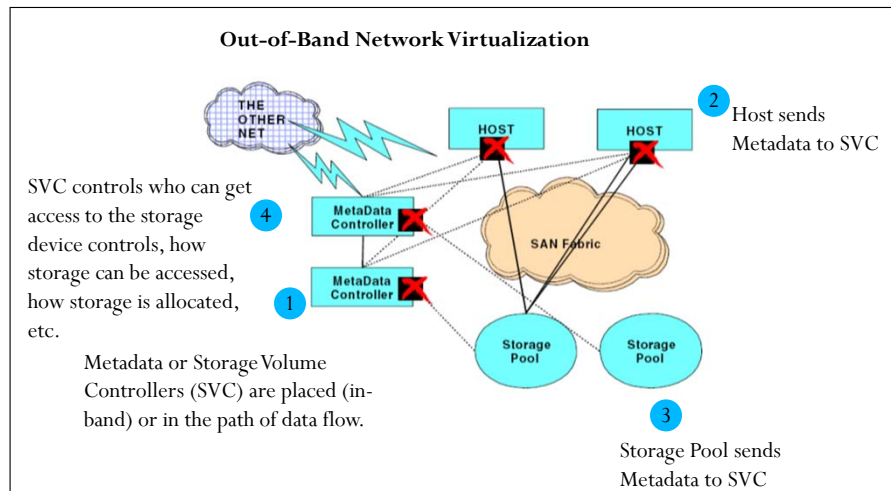 Out-of-Band Network Virtualization
THE
OTHER
NET
HOST
HOST
2
Host sends
Metadata to SVC
SVC controls who can get
access to the storage
device controls, how
storage can be accessed,
how storage is allocated,
etc.
4
MetaData
Controller
SAN Fabric
1
MetaData
Controller
Storage
Pool
Storage
Pool
Metadata or Storage Volume
Controllers (SVC) are placed (in-
band) or in the path of data flow.
3
Storage Pool sends
Metadata to SVC